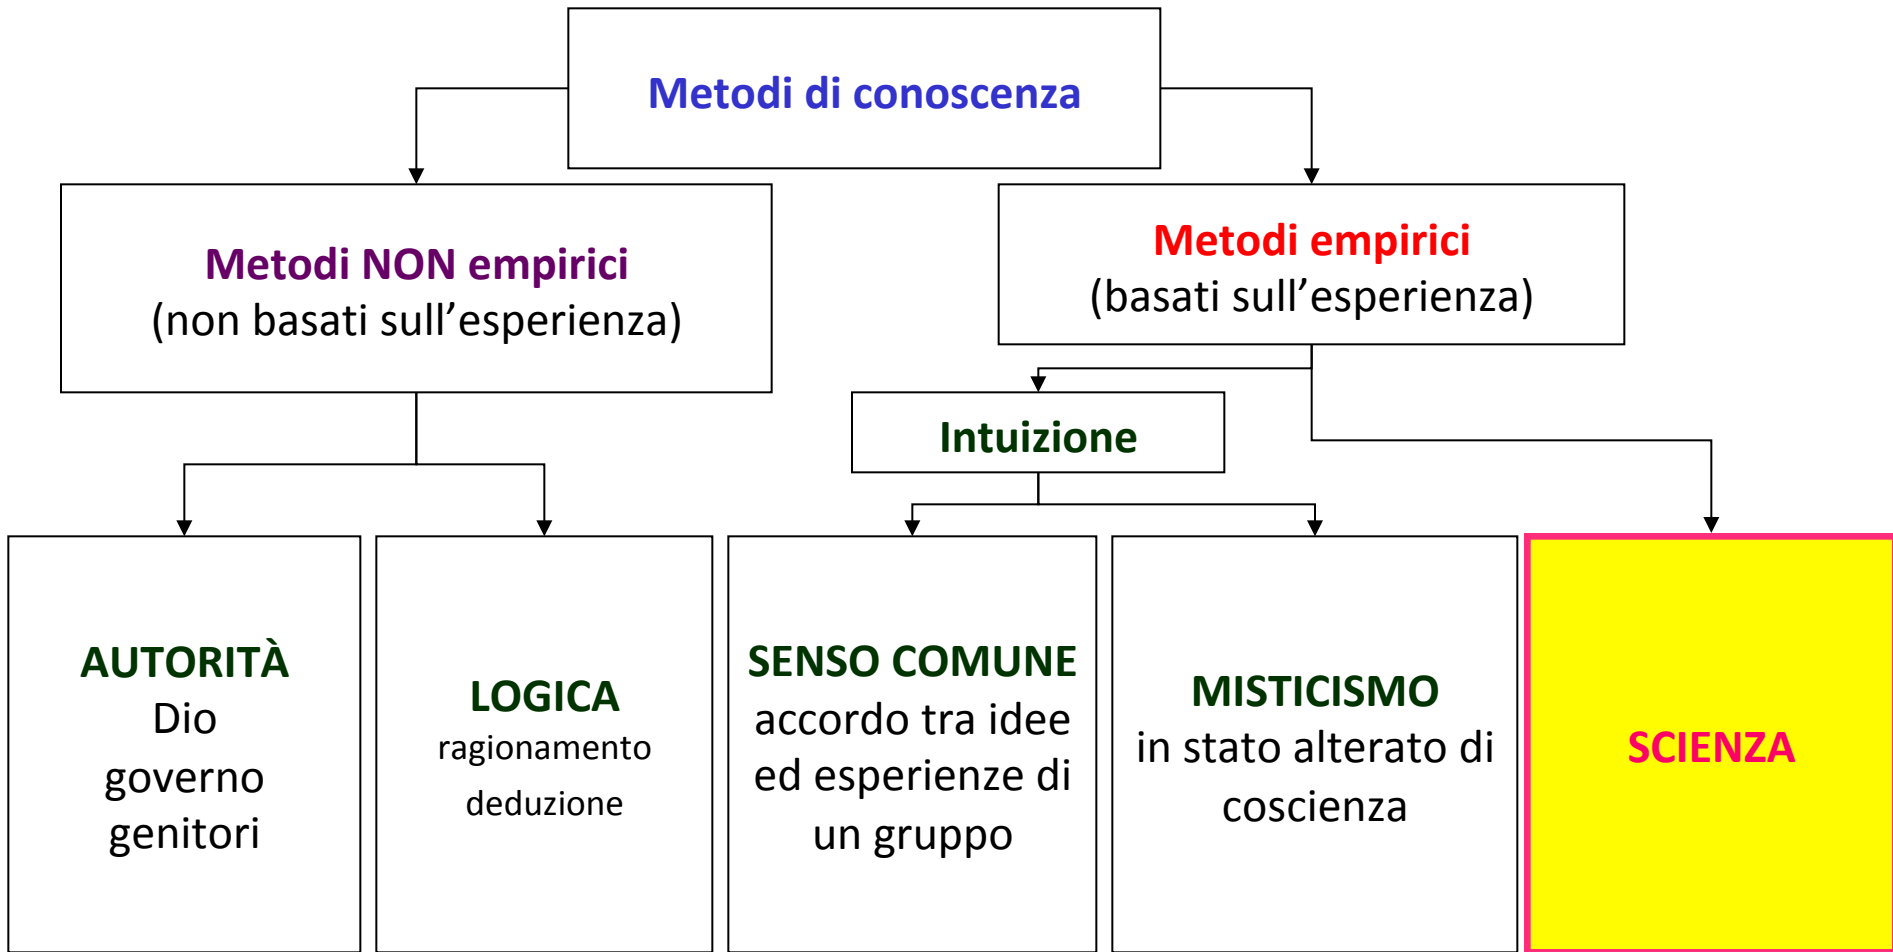 Metodi di conoscenza
Metodi NON empirici
(non basati sull’esperienza)
Metodi empirici
(basati sull’esperienza)
Intuizione
AUTORITÀ
Dio
governo
genitori
LOGICA
ragionamento
deduzione
SENSO COMUNE
accordo tra idee
ed esperienze di
un gruppo
MISTICISMO
in stato alterato di
coscienza
SCIENZA